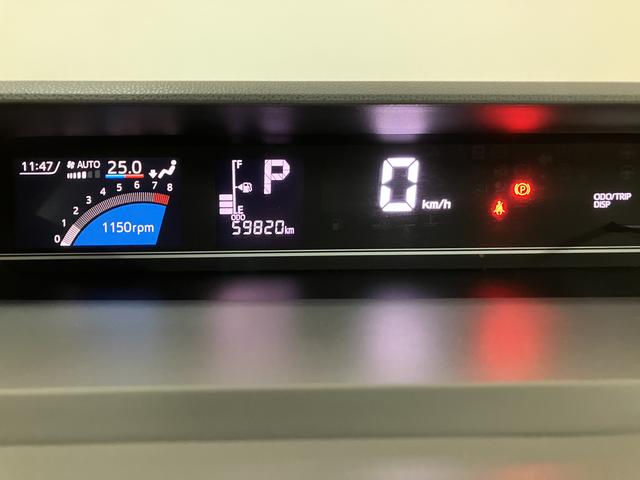 11:47 AUTO 25.0
0 1 2 3 4 5 6 7 8
1150rpm
F
P
E
ODO
59820km
0 km/h
(P)
ODO/TRIP
DISP